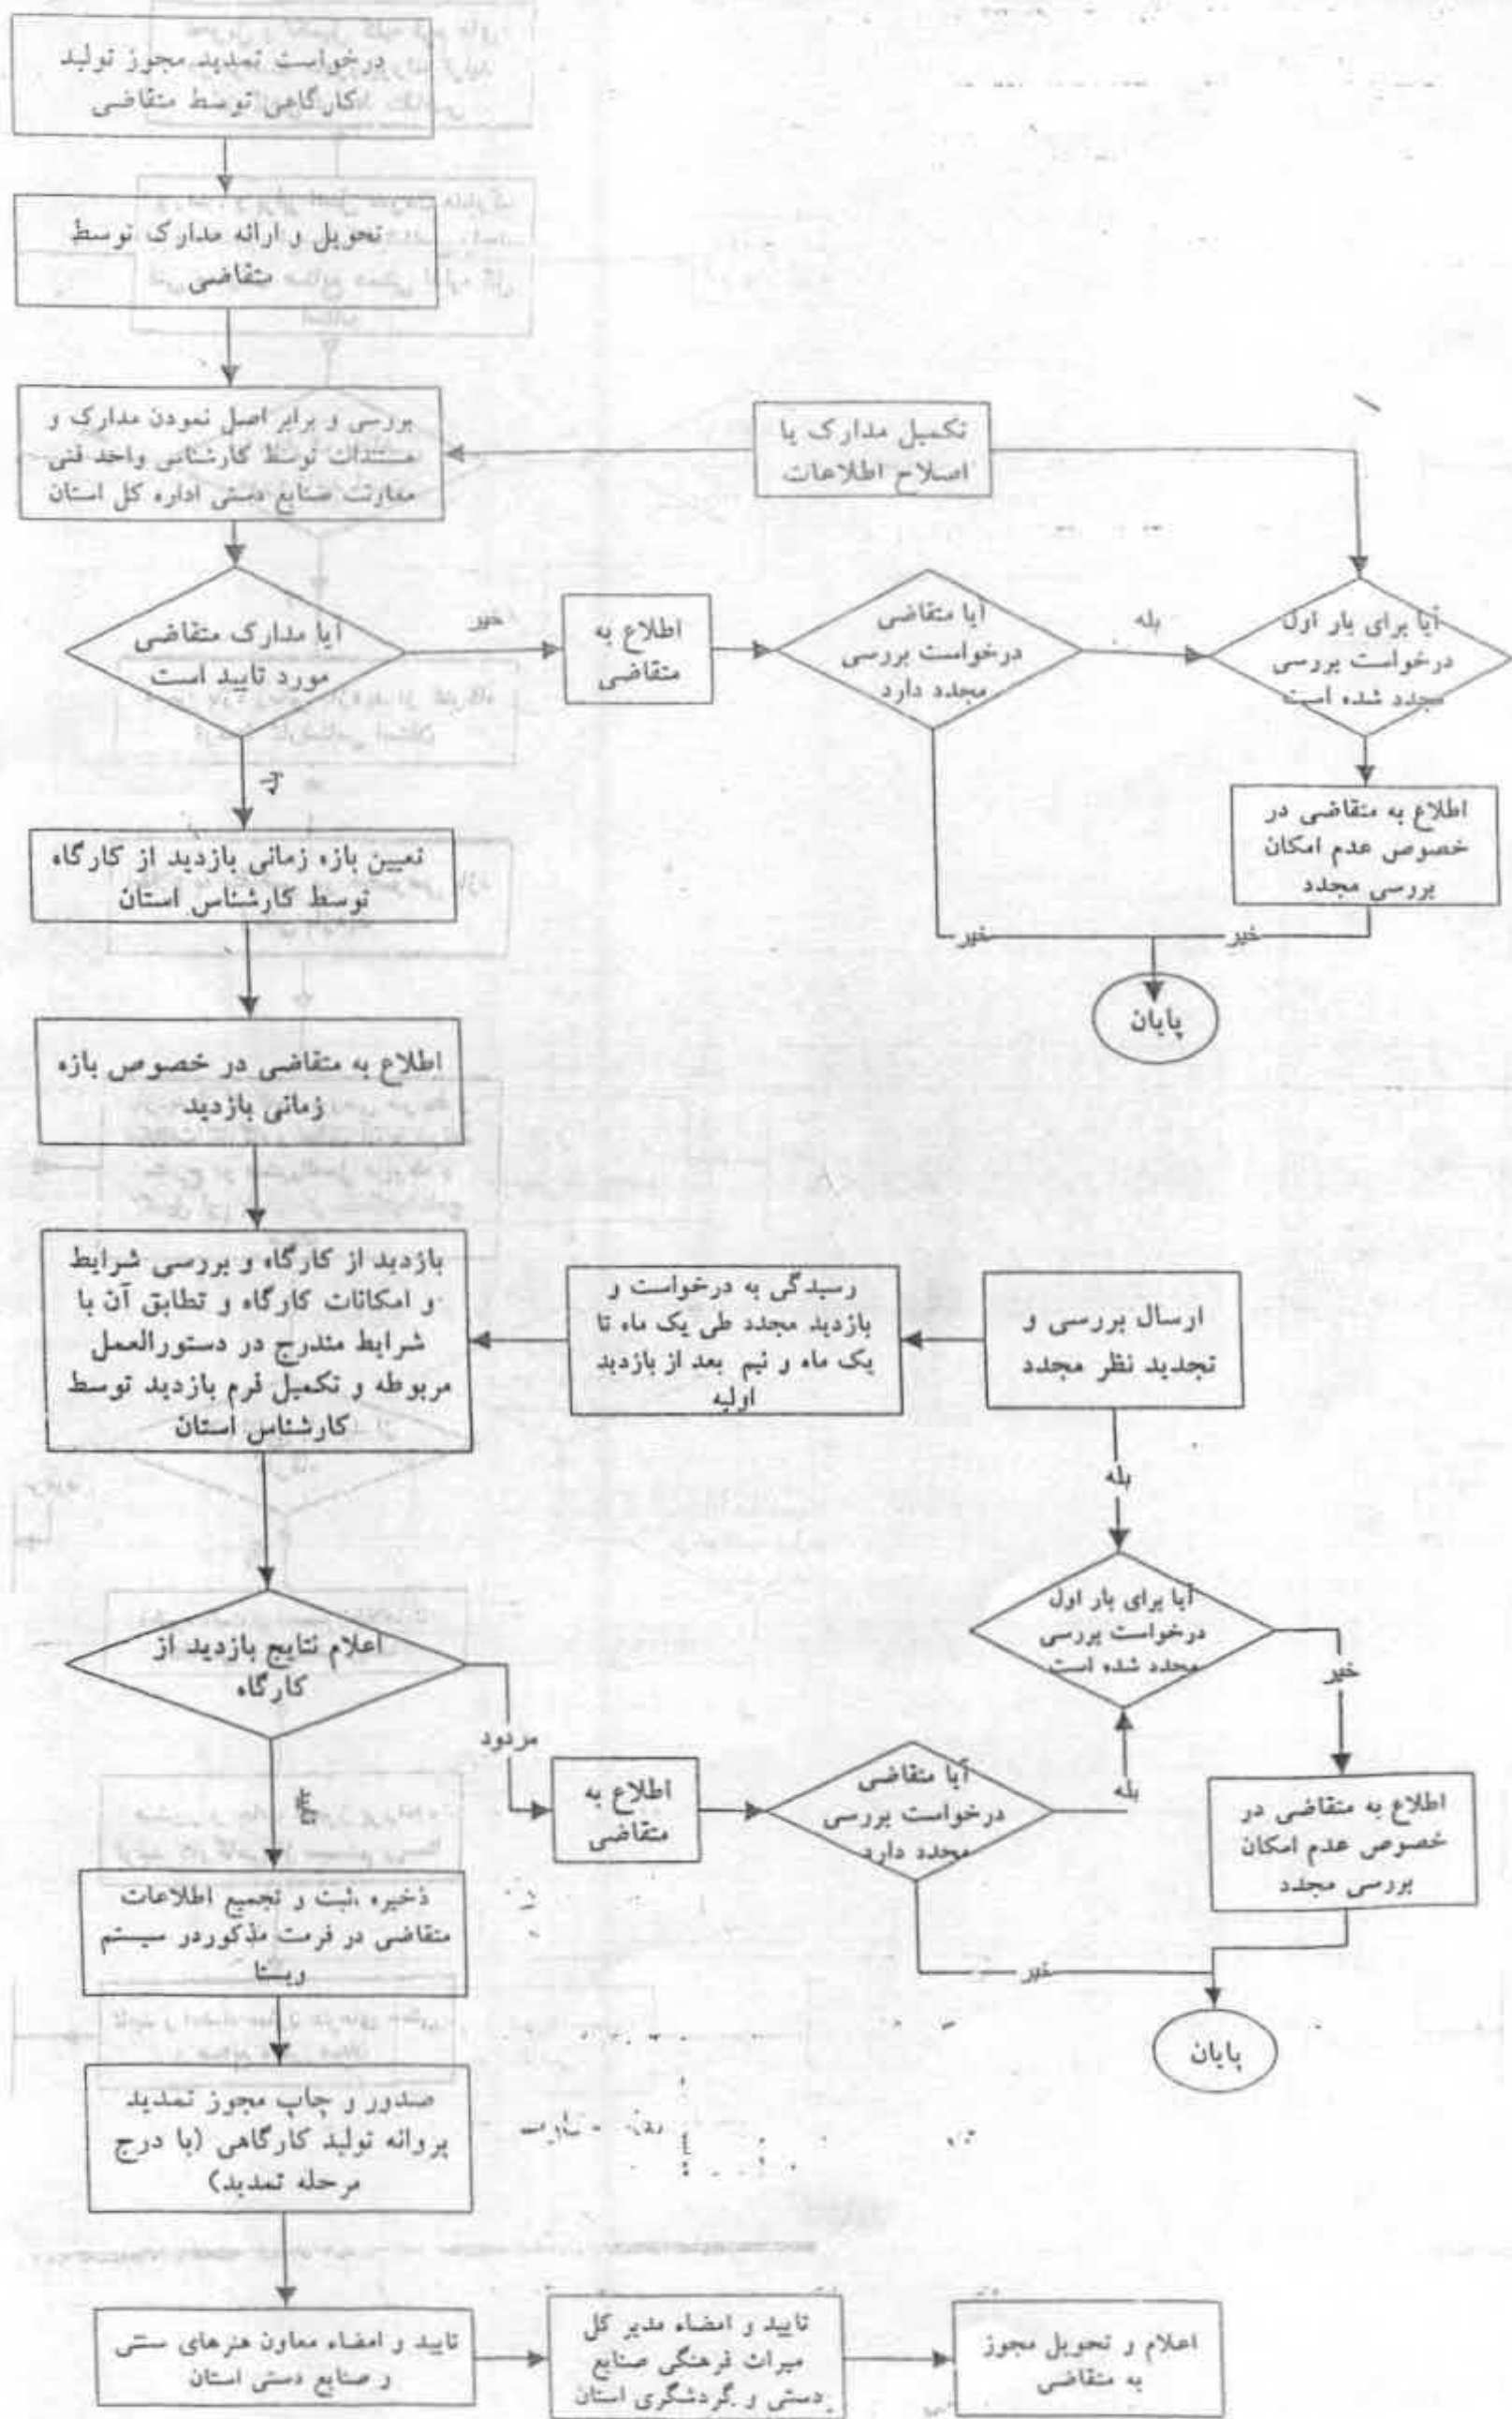 درخواست تمدید مجوز تولید
کارگاهی توسط متقاضی
تحویل و ارائه مدارک توسط
متقاضی
بررسی و برابر اصل نمودن مدارک و
مستندات توسط کارشناس واحد فنی
معاونت صنایع دستی اداره کل استان
تکمیل مدارک یا
اصلاح اطلاعات
آیا مدارک متقاضی
مورد تایید است
خیر
اطلاع به
متقاضی
آیا متقاضی
درخواست بررسی
مجدد دارد
بله
آیا برای بار اول
درخواست بررسی
مجدد شده است
بله
اطلاع به متقاضی در
خصوص عدم امکان
بررسی مجدد
خیر
خیر
پایان
تعیین بازه زمانی بازدید از کارگاه
توسط کارشناس استان
اطلاع به متقاضی در خصوص بازه
زمانی بازدید
بازدید از کارگاه و بررسی شرایط
و امکانات کارگاه و تطابق آن با
شرایط مندرج در دستورالعمل
مربوطه و تکمیل فرم بازدید توسط
کارشناس استان
رسیدگی به درخواست و
بازدید مجدد طی یک ماه تا
یک ماه و نیم بعد از بازدید
اولیه
ارسال بررسی و
تجدید نظر مجدد
بله
آیا برای بار اول
درخواست بررسی
مجدد شده است
خیر
اعلام نتایج بازدید از
کارگاه
مردود
اطلاع به
متقاضی
آیا متقاضی
درخواست بررسی
مجدد دارد
بله
اطلاع به متقاضی در
خصوص عدم امکان
بررسی مجدد
خیر
پایان
تایید
ذخیره ،ثبت و تجمیع اطلاعات
متقاضی در فرمت مذکوردر سیستم
ویستا
صدور و چاپ مجوز تمدید
پروانه تولید کارگاهی (با درج
مرحله تمدید)
تایید و امضاء معاون هنرهای سنتی
و صنایع دستی استان
تایید و امضاء مدیر کل
میراث فرهنگی صنایع
دستی و گردشگری استان
اعلام و تحویل مجوز
به متقاضی